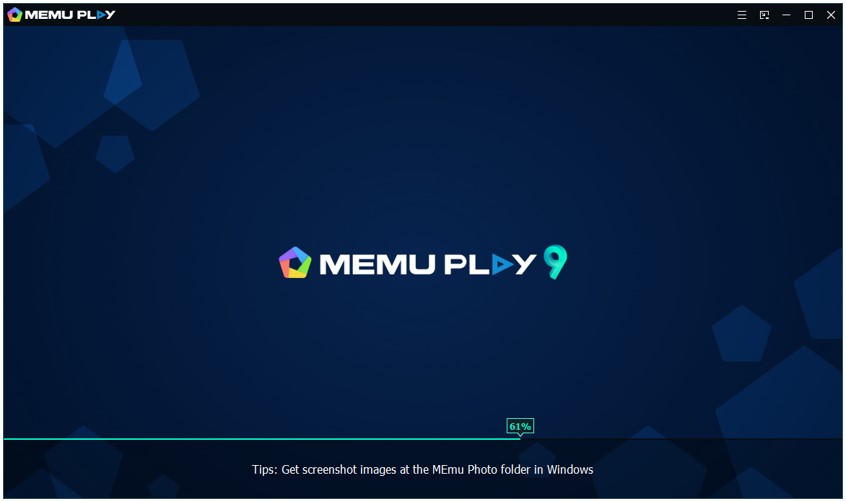 MEMU PLAY
MEMU PLAY 9
61%
Tips: Get screenshot images at the MEmu Photo folder in Windows